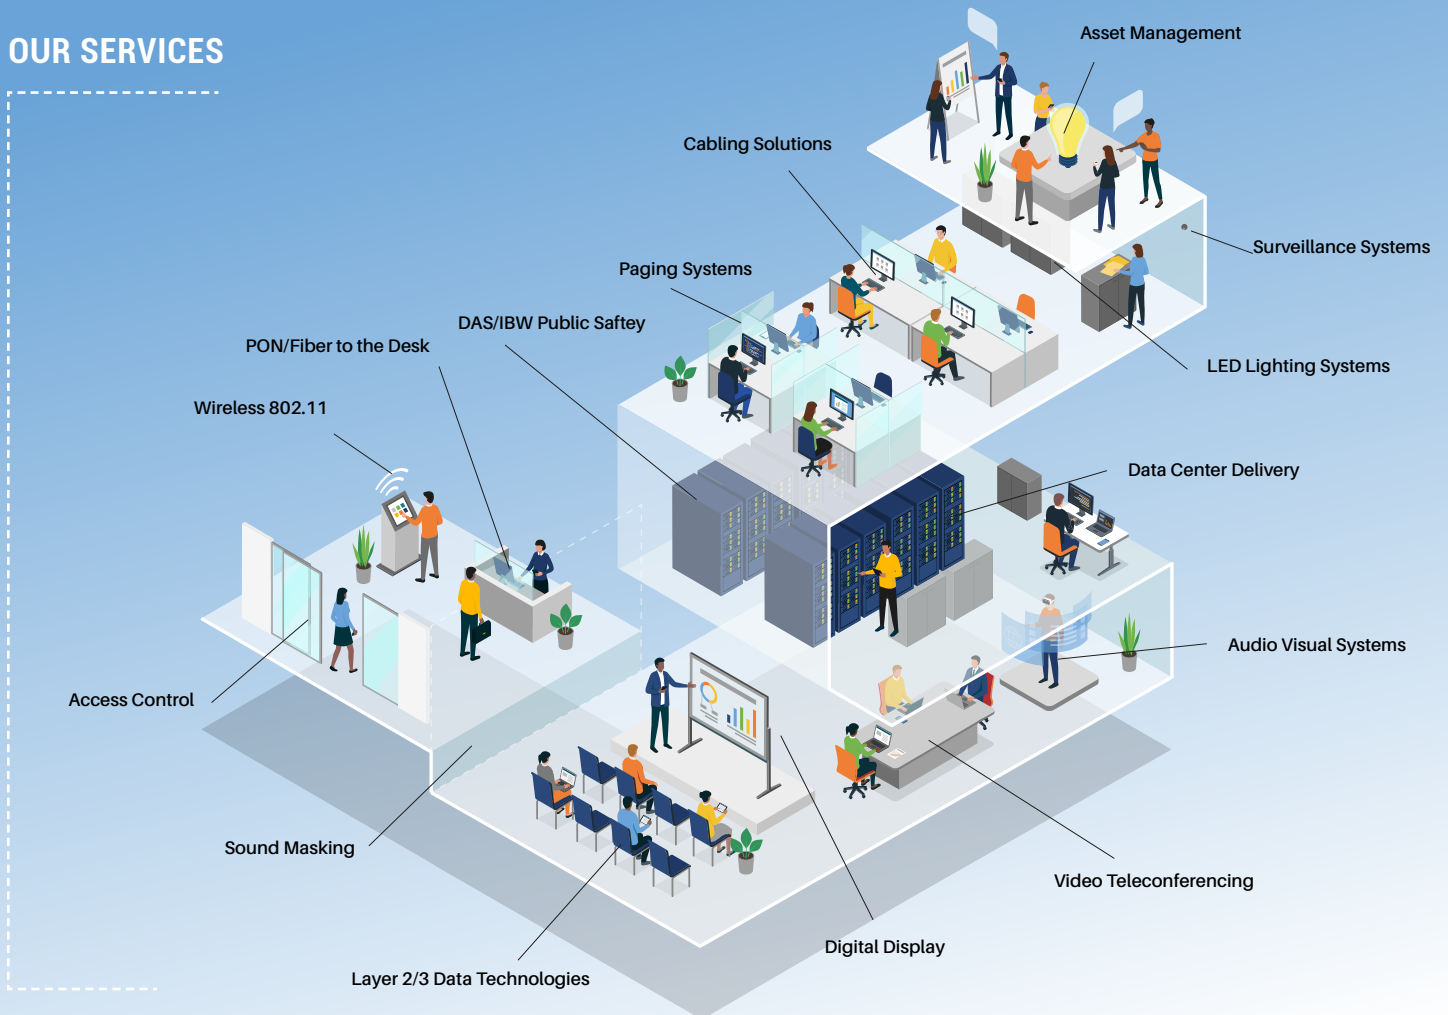 OUR SERVICES
Asset Management
Cabling Solutions
Surveillance Systems
Paging Systems
DAS/IBW Public Saftey
PON/Fiber to the Desk
LED Lighting Systems
Wireless 802.11
Data Center Delivery
Audio Visual Systems
Access Control
Sound Masking
Video Teleconferencing
Digital Display
Layer 2/3 Data Technologies